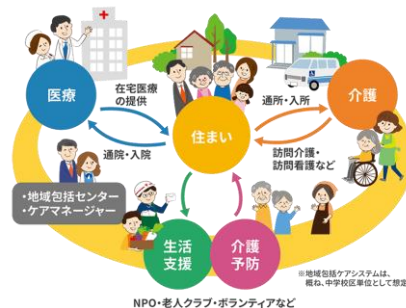 医療
在宅医療
の提供
通院・入院
住まい
通所・入所
介護
訪問介護・
訪問看護など
・地域包括センター
・ケアマネージャー
生活
支援
介護
予防
※地域包括ケアシステムは、
概ね、中学校区単位として想定
NPO・老人クラブ・ボランティアなど